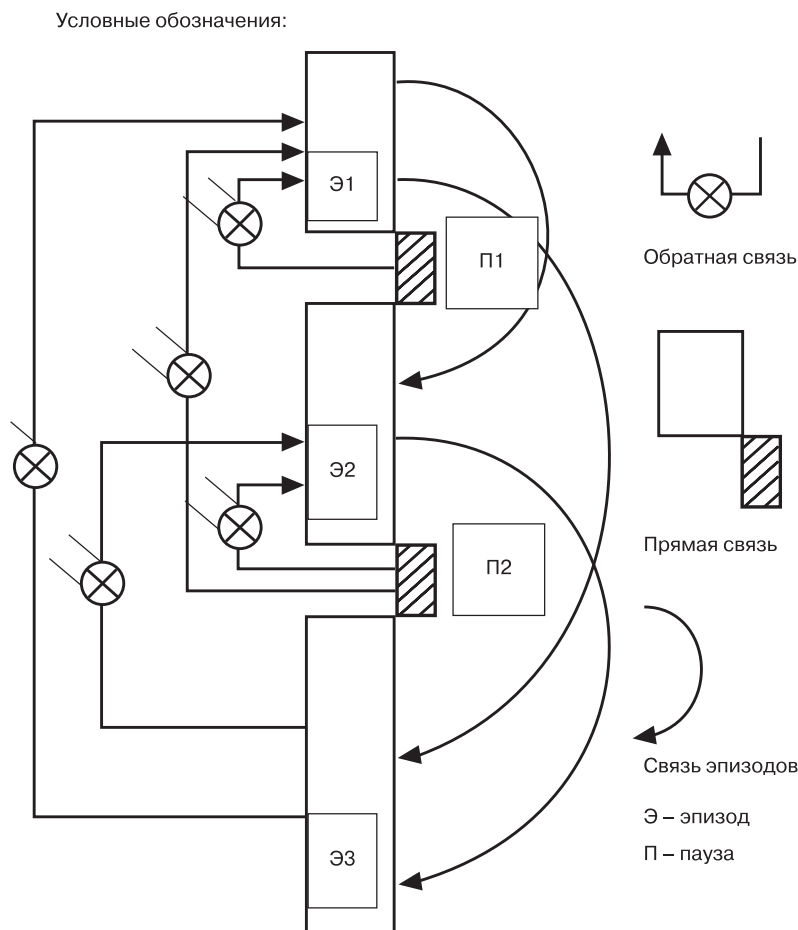 Условные обозначения:
Э1
П1
Обратная связь
Э2
П2
Прямая связь
Связь эпизодов
Э – эпизод
П – пауза
Э3